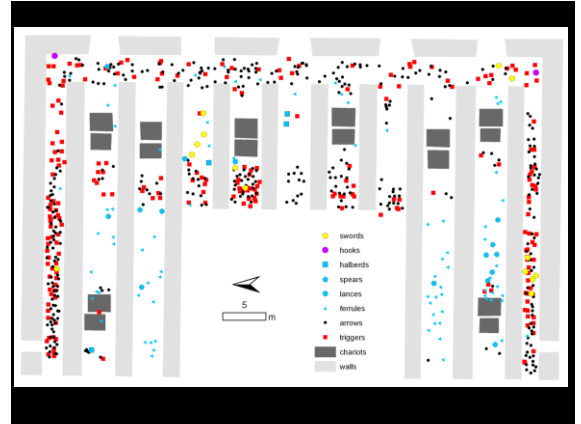 swords
hooks
halberds
spears
lances
ferrules
arrows
triggers
chariots
walls
5
m